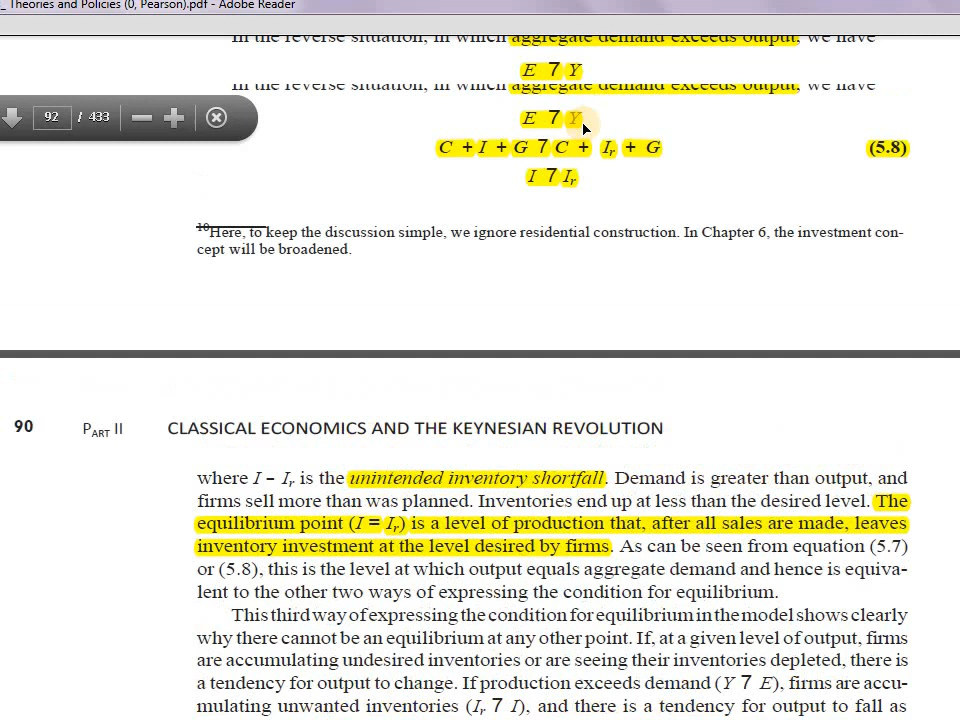 _ Theories and Policies (0, Pearson).pdf - Adobe Reader
In the reverse situation, in which aggregate demand exceeds output, we have
E 7 Y
In the reverse situation, in which aggregate demand exceeds output, we have
92 / 433
E 7 Y
C + I + G 7 C + Ir + G (5.8)
I 7 Ir
10Here, to keep the discussion simple, we ignore residential construction. In Chapter 6, the investment con-
cept will be broadened.
90 PART II CLASSICAL ECONOMICS AND THE KEYNESIAN REVOLUTION
where I – Ir is the unintended inventory shortfall. Demand is greater than output, and
firms sell more than was planned. Inventories end up at less than the desired level. The
equilibrium point (I = Ir) is a level of production that, after all sales are made, leaves
inventory investment at the level desired by firms. As can be seen from equation (5.7)
or (5.8), this is the level at which output equals aggregate demand and hence is equiva-
lent to the other two ways of expressing the condition for equilibrium.
This third way of expressing the condition for equilibrium in the model shows clearly
why there cannot be an equilibrium at any other point. If, at a given level of output, firms
are accumulating undesired inventories or are seeing their inventories depleted, there is
a tendency for output to change. If production exceeds demand (Y 7 E), firms are accu-
mulating unwanted inventories (Ir 7 I), and there is a tendency for output to fall as